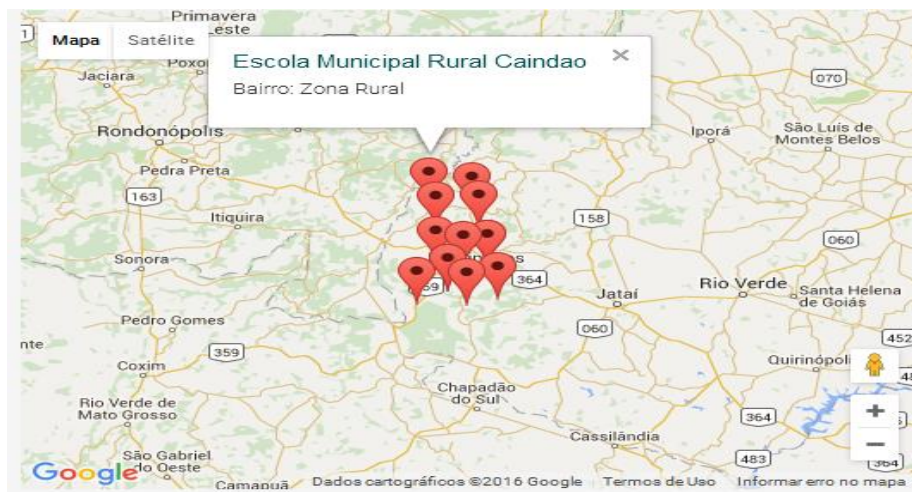 Primavera
Leste
Mapa
Satélite
Escola Municipal Rural Caindao
×
Bairro: Zona Rural
Jaciara
070
Rondonópolis
Iporá
São Luís de
Montes Belos
Pedra Preta
163
Itiquira
158
060
Sonora
364
Jataí
Rio Verde
Santa Helena
de Goiás
Pedro Gomes
060
359
452
Coxim
Chapadão
do Sul
Rio Verde de
Mato Grosso
364
+
Cassilândia
−
São Gabriel
do Oeste
483
364
Google
Camapuã
Dados cartográficos ©2016 Google
Termos de Uso
Informar erro no mapa